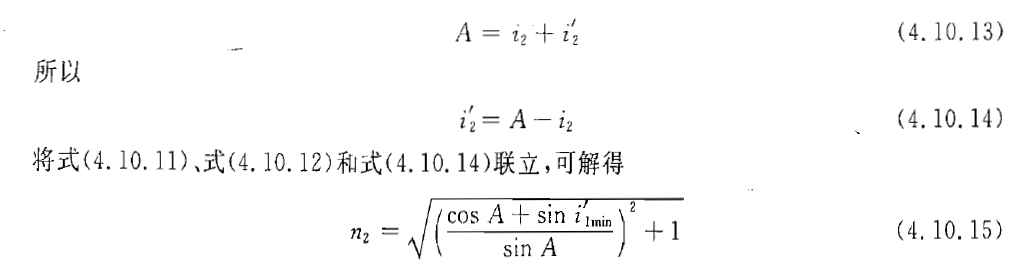 A = i₂ + i₂′ (4.10.13)
所以
i₂′ = A − i₂ (4.10.14)
将式(4.10.11)、式(4.10.12)和式(4.10.14)联立,可解得
n₂ = √(((cos A + sin i′₁min)/(sin A))² + 1) (4.10.15)